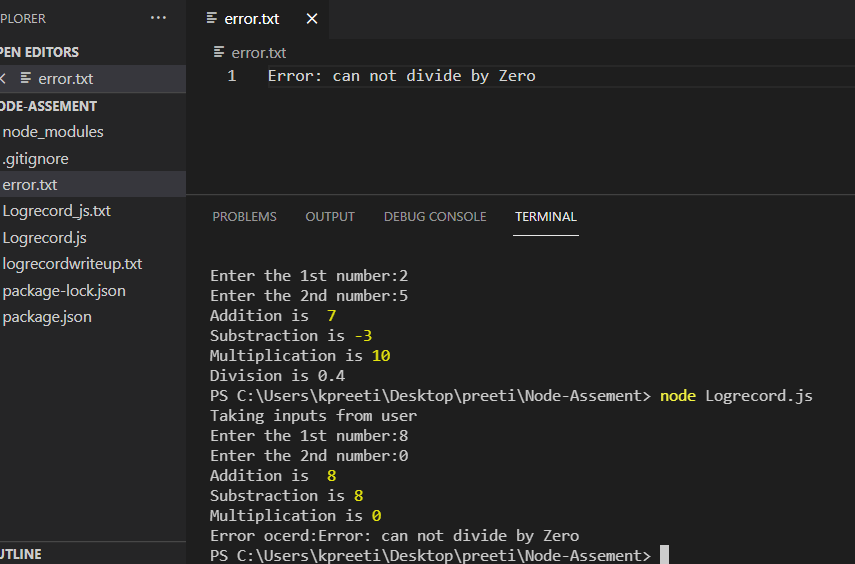 PLORER ···
PEN EDITORS
error.txt
ODE-ASSEMENT
node_modules
.gitignore
error.txt
Logrecord_js.txt
Logrecord.js
logrecordwriteup.txt
package-lock.json
package.json
UTLINE
error.txt
error.txt
1 Error: can not divide by Zero
PROBLEMS OUTPUT DEBUG CONSOLE TERMINAL
Enter the 1st number:2
Enter the 2nd number:5
Addition is 7
Substraction is -3
Multiplication is 10
Division is 0.4
PS C:\Users\kpreeti\Desktop\preeti\Node-Assement> node Logrecord.js
Taking inputs from user
Enter the 1st number:8
Enter the 2nd number:0
Addition is 8
Substraction is 8
Multiplication is 0
Error ocerd:Error: can not divide by Zero
PS C:\Users\kpreeti\Desktop\preeti\Node-Assement>